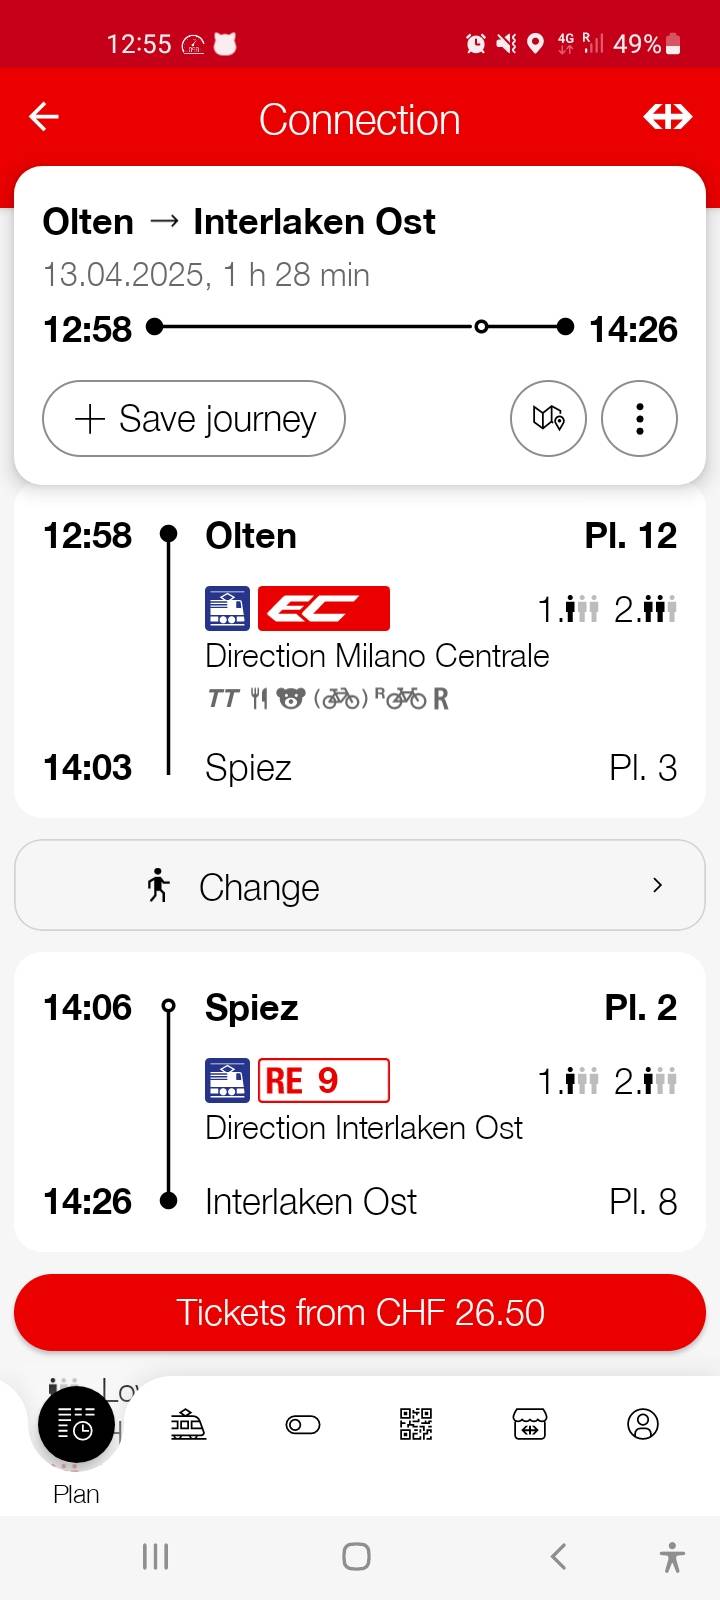 12:55 4G R 49%
Connection
Olten → Interlaken Ost
13.04.2025, 1 h 28 min
12:58 14:26
+ Save journey
12:58 Olten Pl. 12
EC 1. 2.
Direction Milano Centrale
TT R R
14:03 Spiez Pl. 3
Change
14:06 Spiez Pl. 2
RE 9 1. 2.
Direction Interlaken Ost
14:26 Interlaken Ost Pl. 8
Tickets from CHF 26.50
Plan